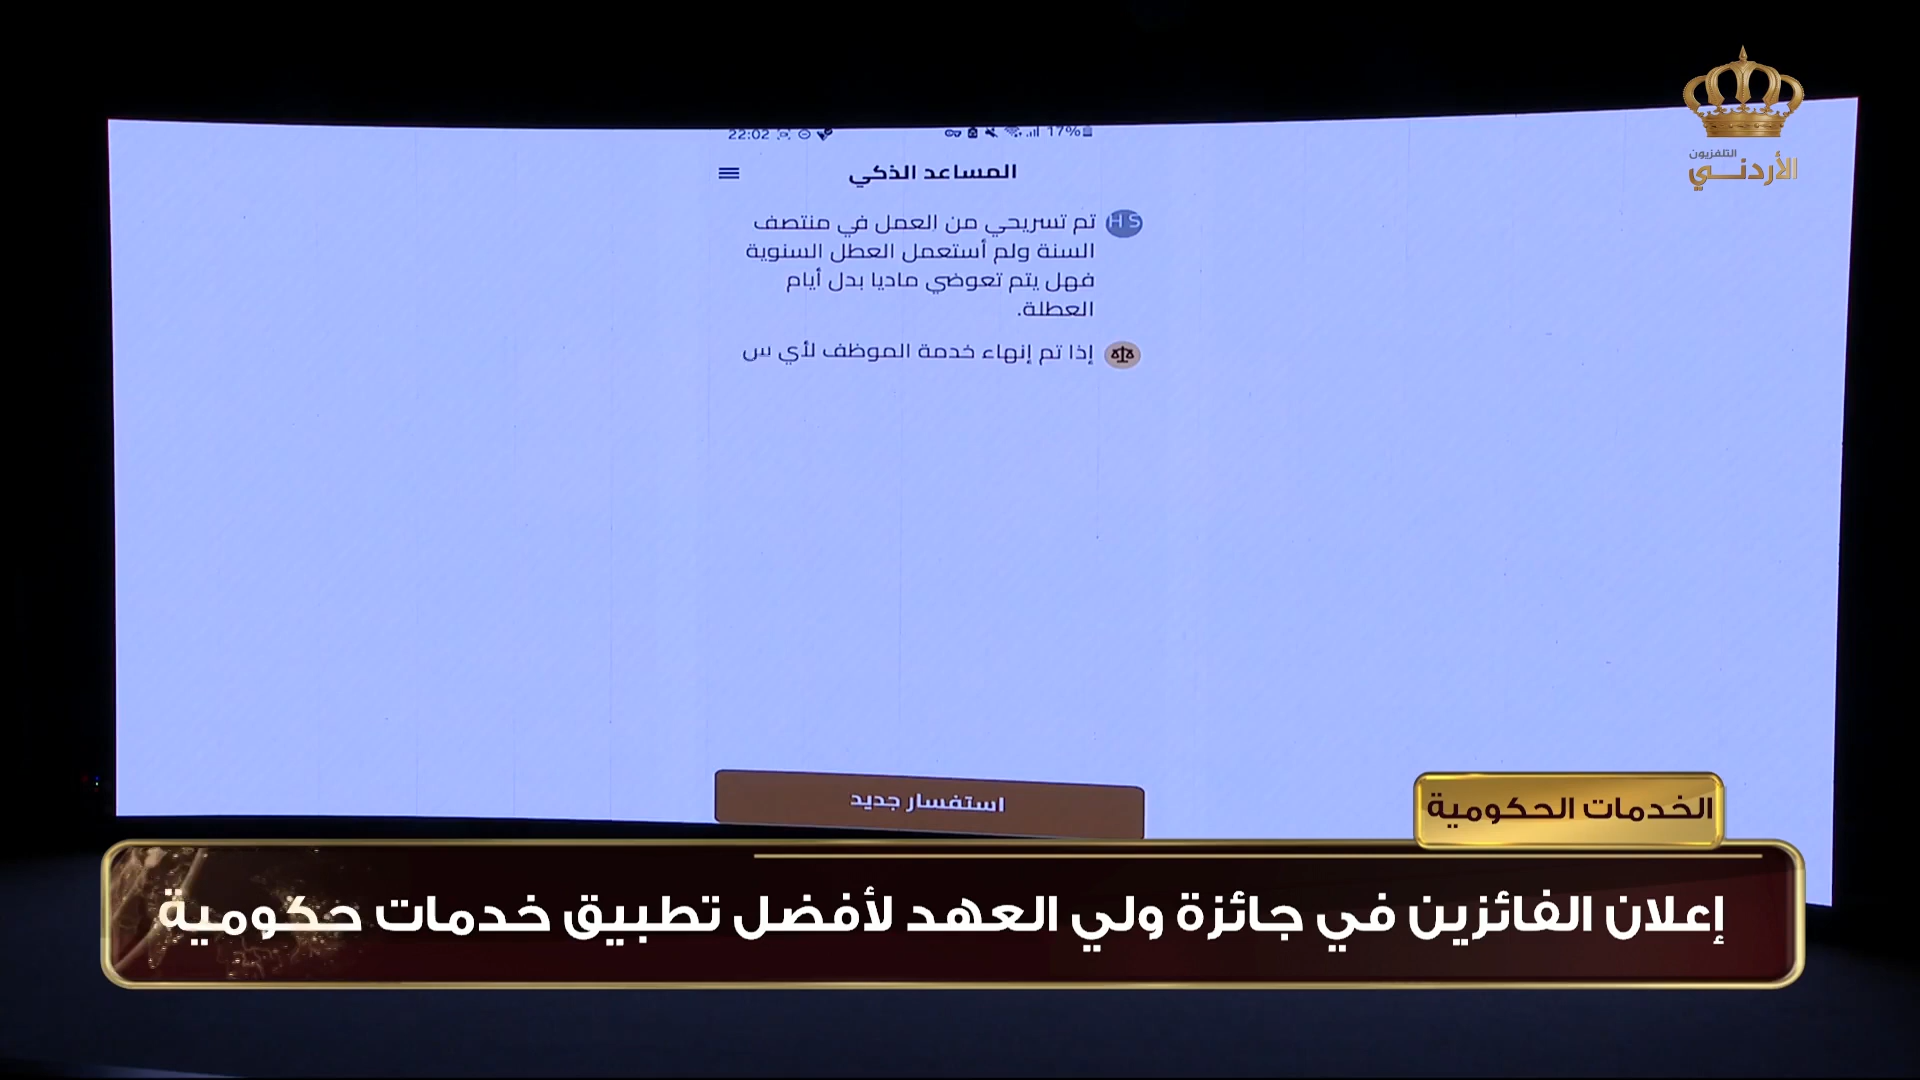 التلفزيون
الأردني
22:02 17%
المساعد الذكي
HS
تم تسريحي من العمل في منتصف
السنة ولم أستعمل العطل السنوية
فهل يتم تعوضي ماديا بدل أيام
العطلة.
إذا تم إنهاء خدمة الموظف لأي س
استفسار جديد
الخدمات الحكومية
إعلان الفائزين في جائزة ولي العهد لأفضل تطبيق خدمات حكومية